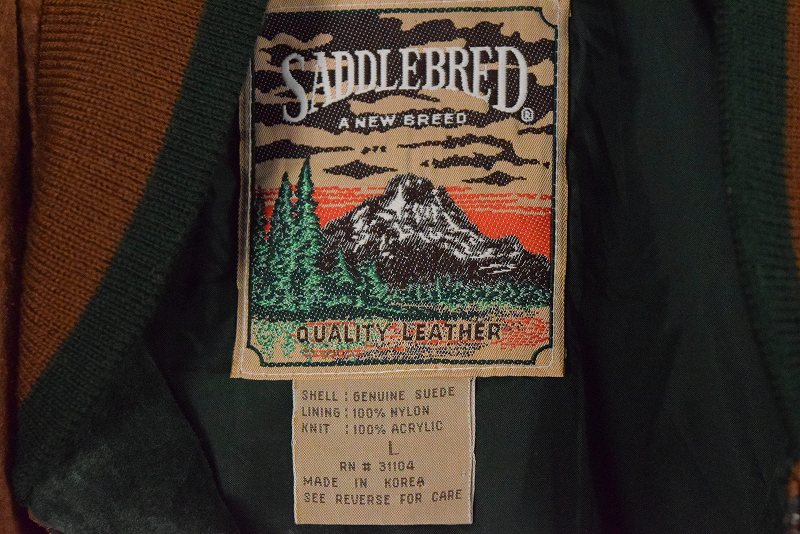 SADDLEBRED ®
A NEW BREED
QUALITY LEATHER
SHELL : GENUINE SUEDE
LINING : 100% NYLON
KNIT : 100% ACRYLIC
L
RN # 31104
MADE IN KOREA
SEE REVERSE FOR CARE